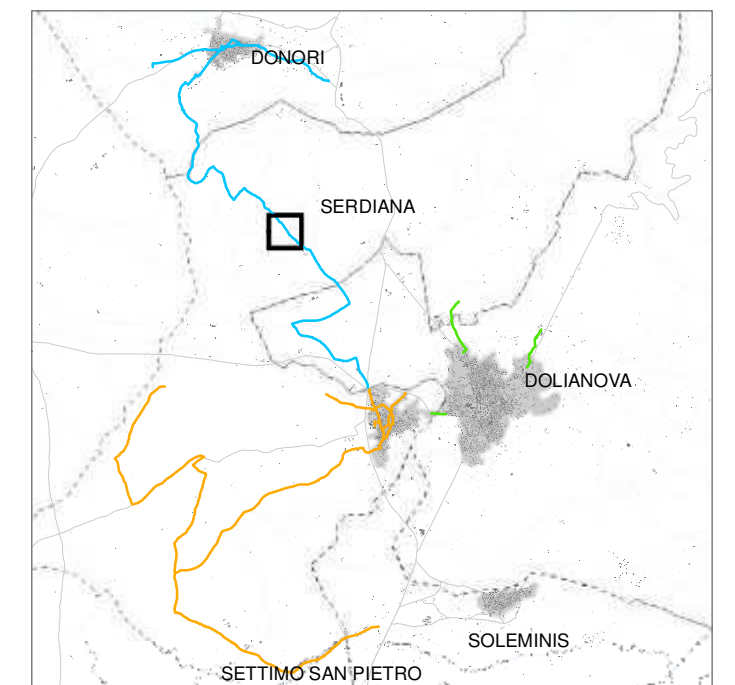 DONORI
SERDIANA
DOLIANOVA
SOLEMINIS
SETTIMO SAN PIETRO